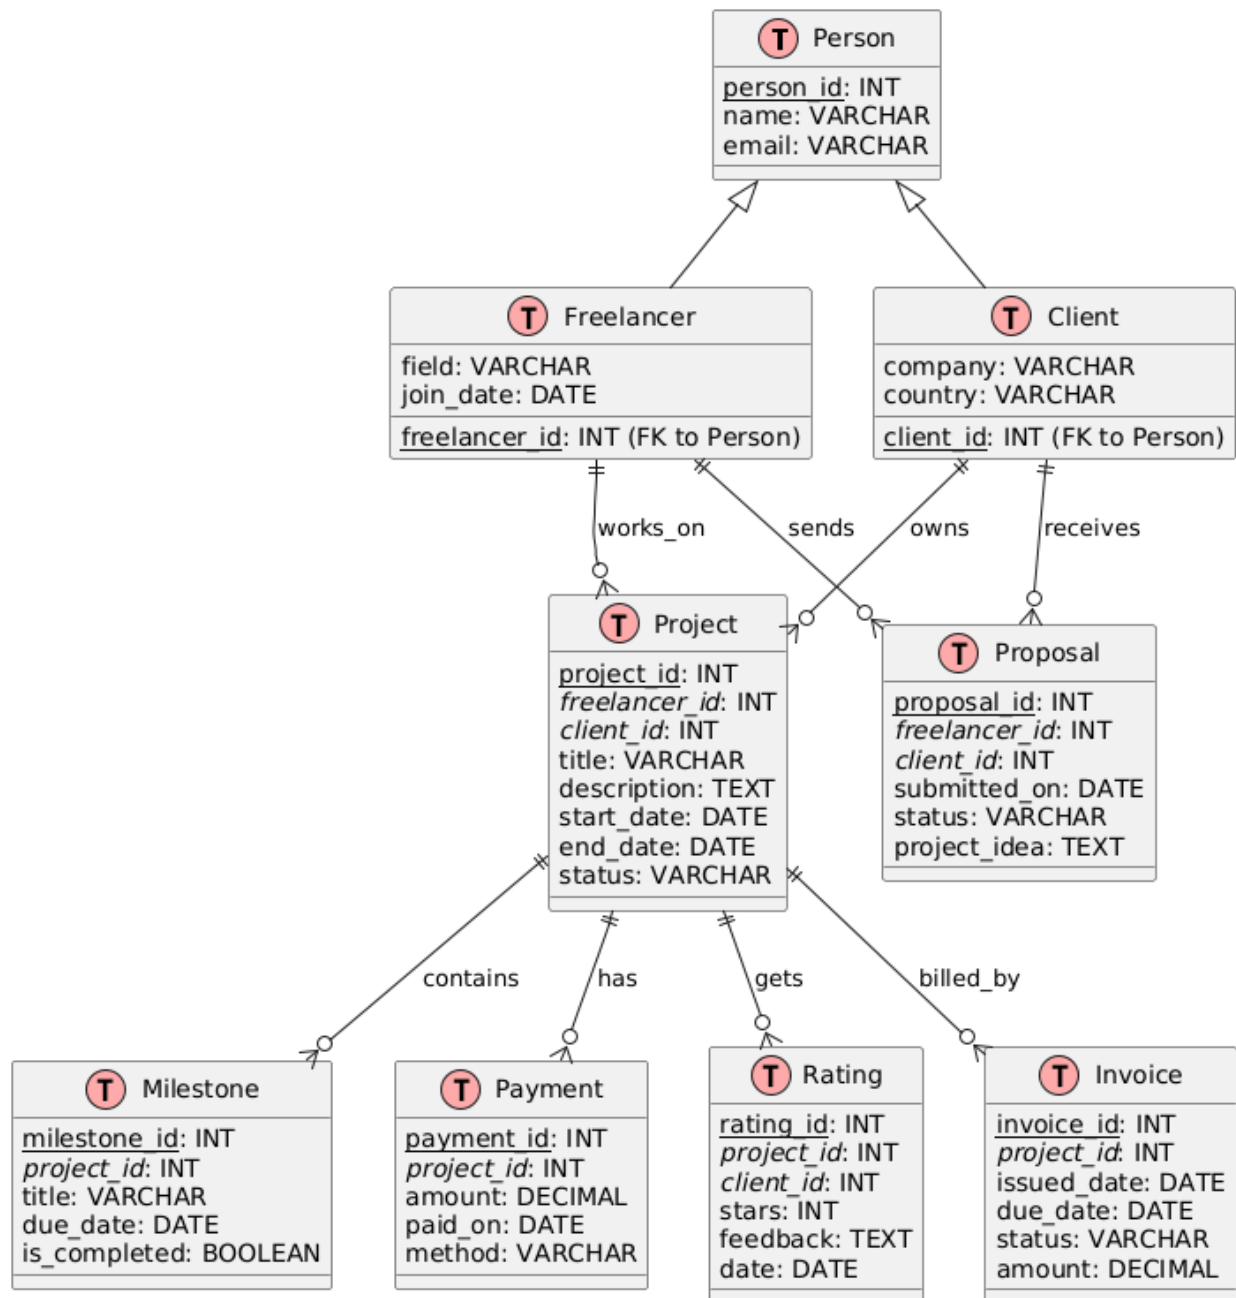 T Person
person_id: INT
name: VARCHAR
email: VARCHAR
T Freelancer
field: VARCHAR
join_date: DATE
freelancer_id: INT (FK to Person)
T Client
company: VARCHAR
country: VARCHAR
client_id: INT (FK to Person)
works_on
sends
owns
receives
T Project
project_id: INT
freelancer_id: INT
client_id: INT
title: VARCHAR
description: TEXT
start_date: DATE
end_date: DATE
status: VARCHAR
T Proposal
proposal_id: INT
freelancer_id: INT
client_id: INT
submitted_on: DATE
status: VARCHAR
project_idea: TEXT
contains
has
gets
billed_by
T Milestone
milestone_id: INT
project_id: INT
title: VARCHAR
due_date: DATE
is_completed: BOOLEAN
T Payment
payment_id: INT
project_id: INT
amount: DECIMAL
paid_on: DATE
method: VARCHAR
T Rating
rating_id: INT
project_id: INT
client_id: INT
stars: INT
feedback: TEXT
date: DATE
T Invoice
invoice_id: INT
project_id: INT
issued_date: DATE
due_date: DATE
status: VARCHAR
amount: DECIMAL